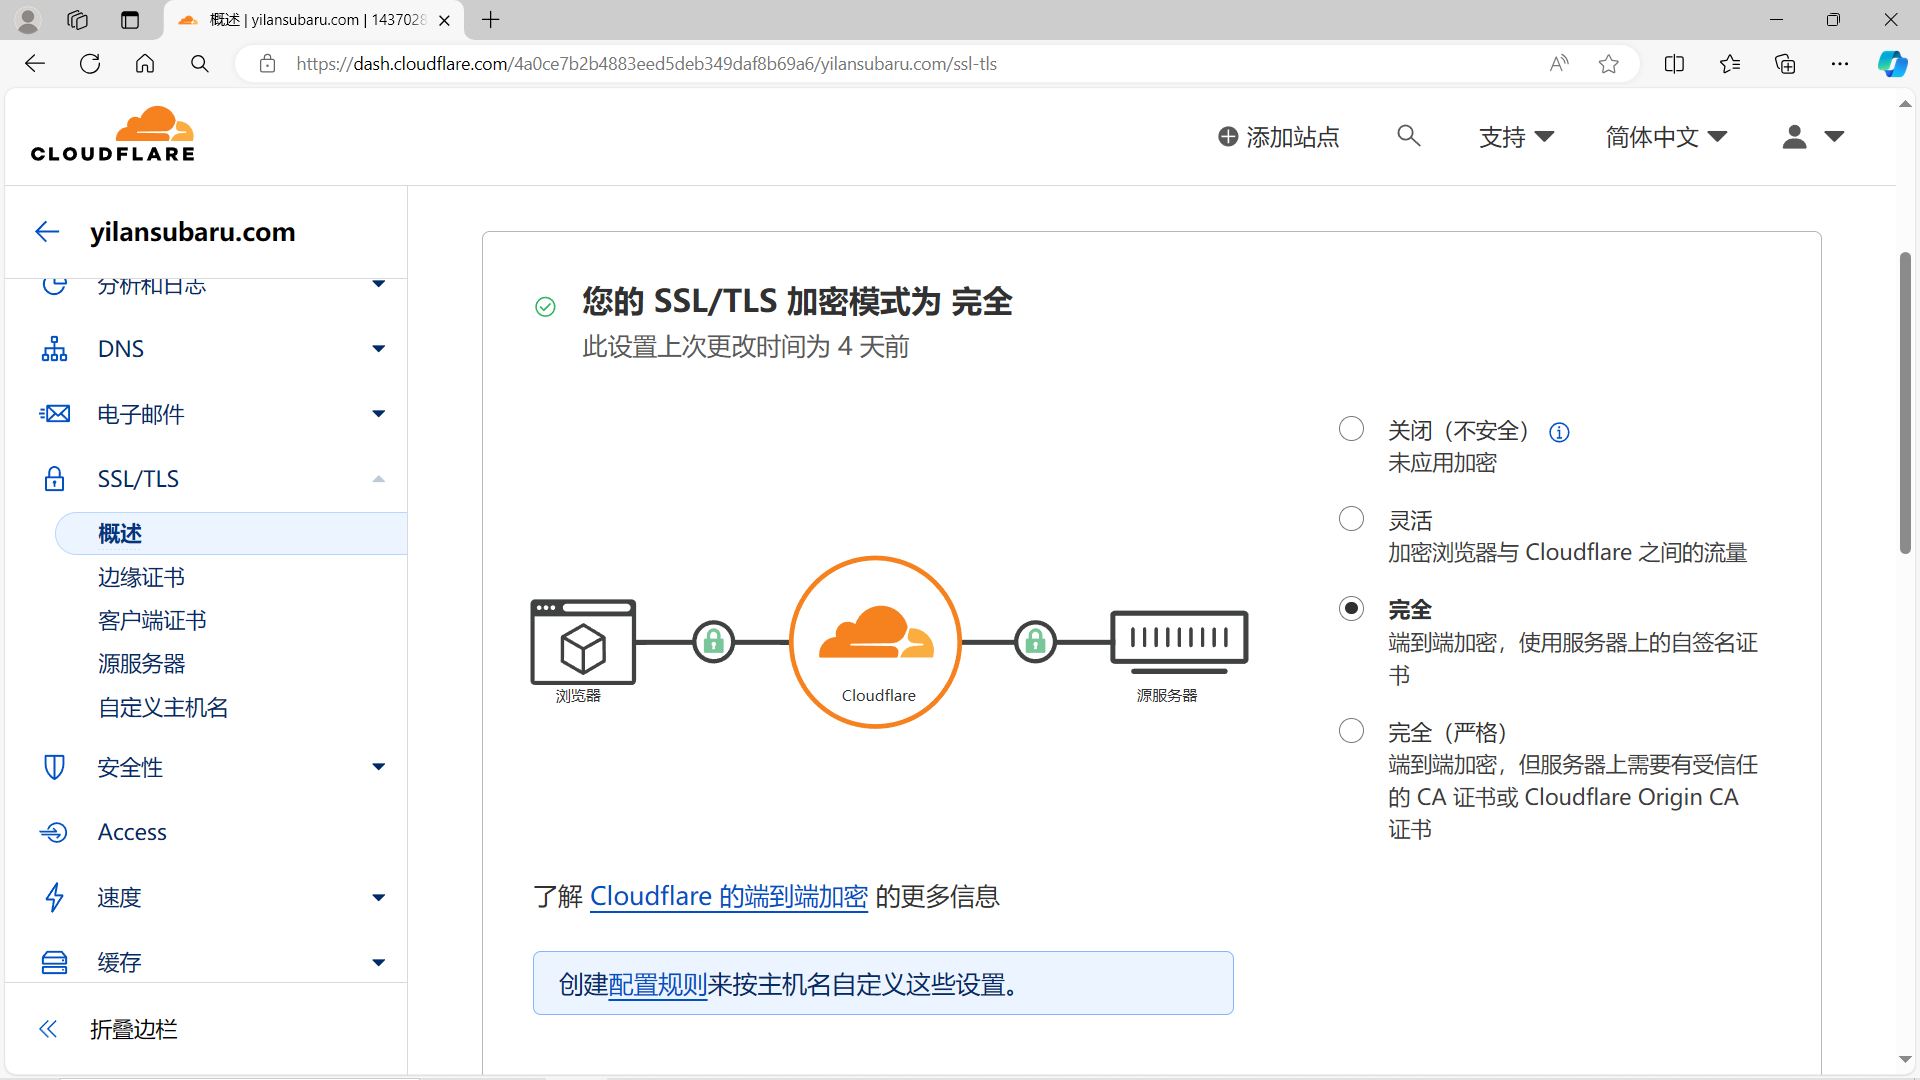 概述 | yilansubaru.com | 1437028
https://dash.cloudflare.com/4a0ce7b2b4883eed5deb349daf8b69a6/yilansubaru.com/ssl-tls
CLOUDFLARE
添加站点
支持
简体中文
yilansubaru.com
分析和日志
DNS
电子邮件
SSL/TLS
概述
边缘证书
客户端证书
源服务器
自定义主机名
安全性
Access
速度
缓存
折叠边栏
您的 SSL/TLS 加密模式为 完全
此设置上次更改时间为 4 天前
浏览器
Cloudflare
源服务器
关闭（不安全）
未应用加密
灵活
加密浏览器与 Cloudflare 之间的流量
完全
端到端加密，使用服务器上的自签名证
书
完全（严格）
端到端加密，但服务器上需要有受信任
的 CA 证书或 Cloudflare Origin CA
证书
了解 Cloudflare 的端到端加密 的更多信息
创建配置规则来按主机名自定义这些设置。